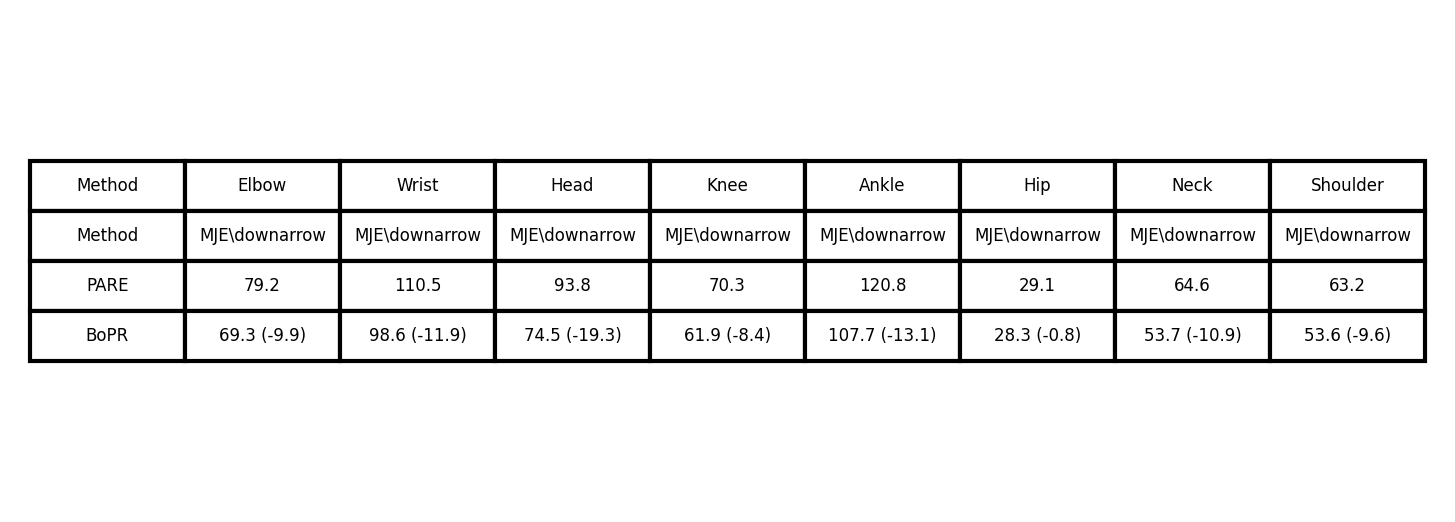 Method Elbow Wrist Head Knee Ankle Hip Neck Shoulder
Method MJE\downarrow MJE\downarrow MJE\downarrow MJE\downarrow MJE\downarrow MJE\downarrow MJE\downarrow MJE\downarrow
PARE 79.2 110.5 93.8 70.3 120.8 29.1 64.6 63.2
BoPR 69.3 (-9.9) 98.6 (-11.9) 74.5 (-19.3) 61.9 (-8.4) 107.7 (-13.1) 28.3 (-0.8) 53.7 (-10.9) 53.6 (-9.6)